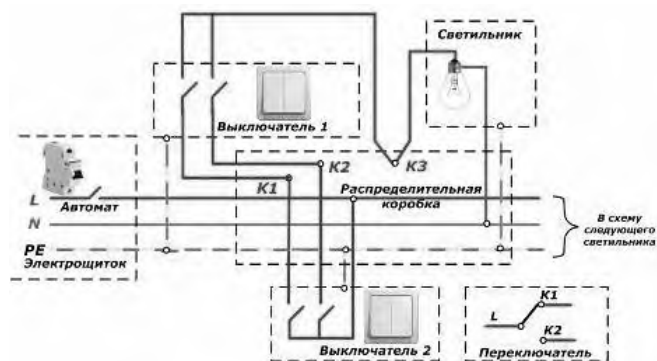 Светильник
Выключатель 1
K2
K3
K1
Распределительная
коробка
L
Автомат
N
PE
Электрощиток
В схему
следующего
светильника
K1
L
K2
Выключатель 2
Переключатель